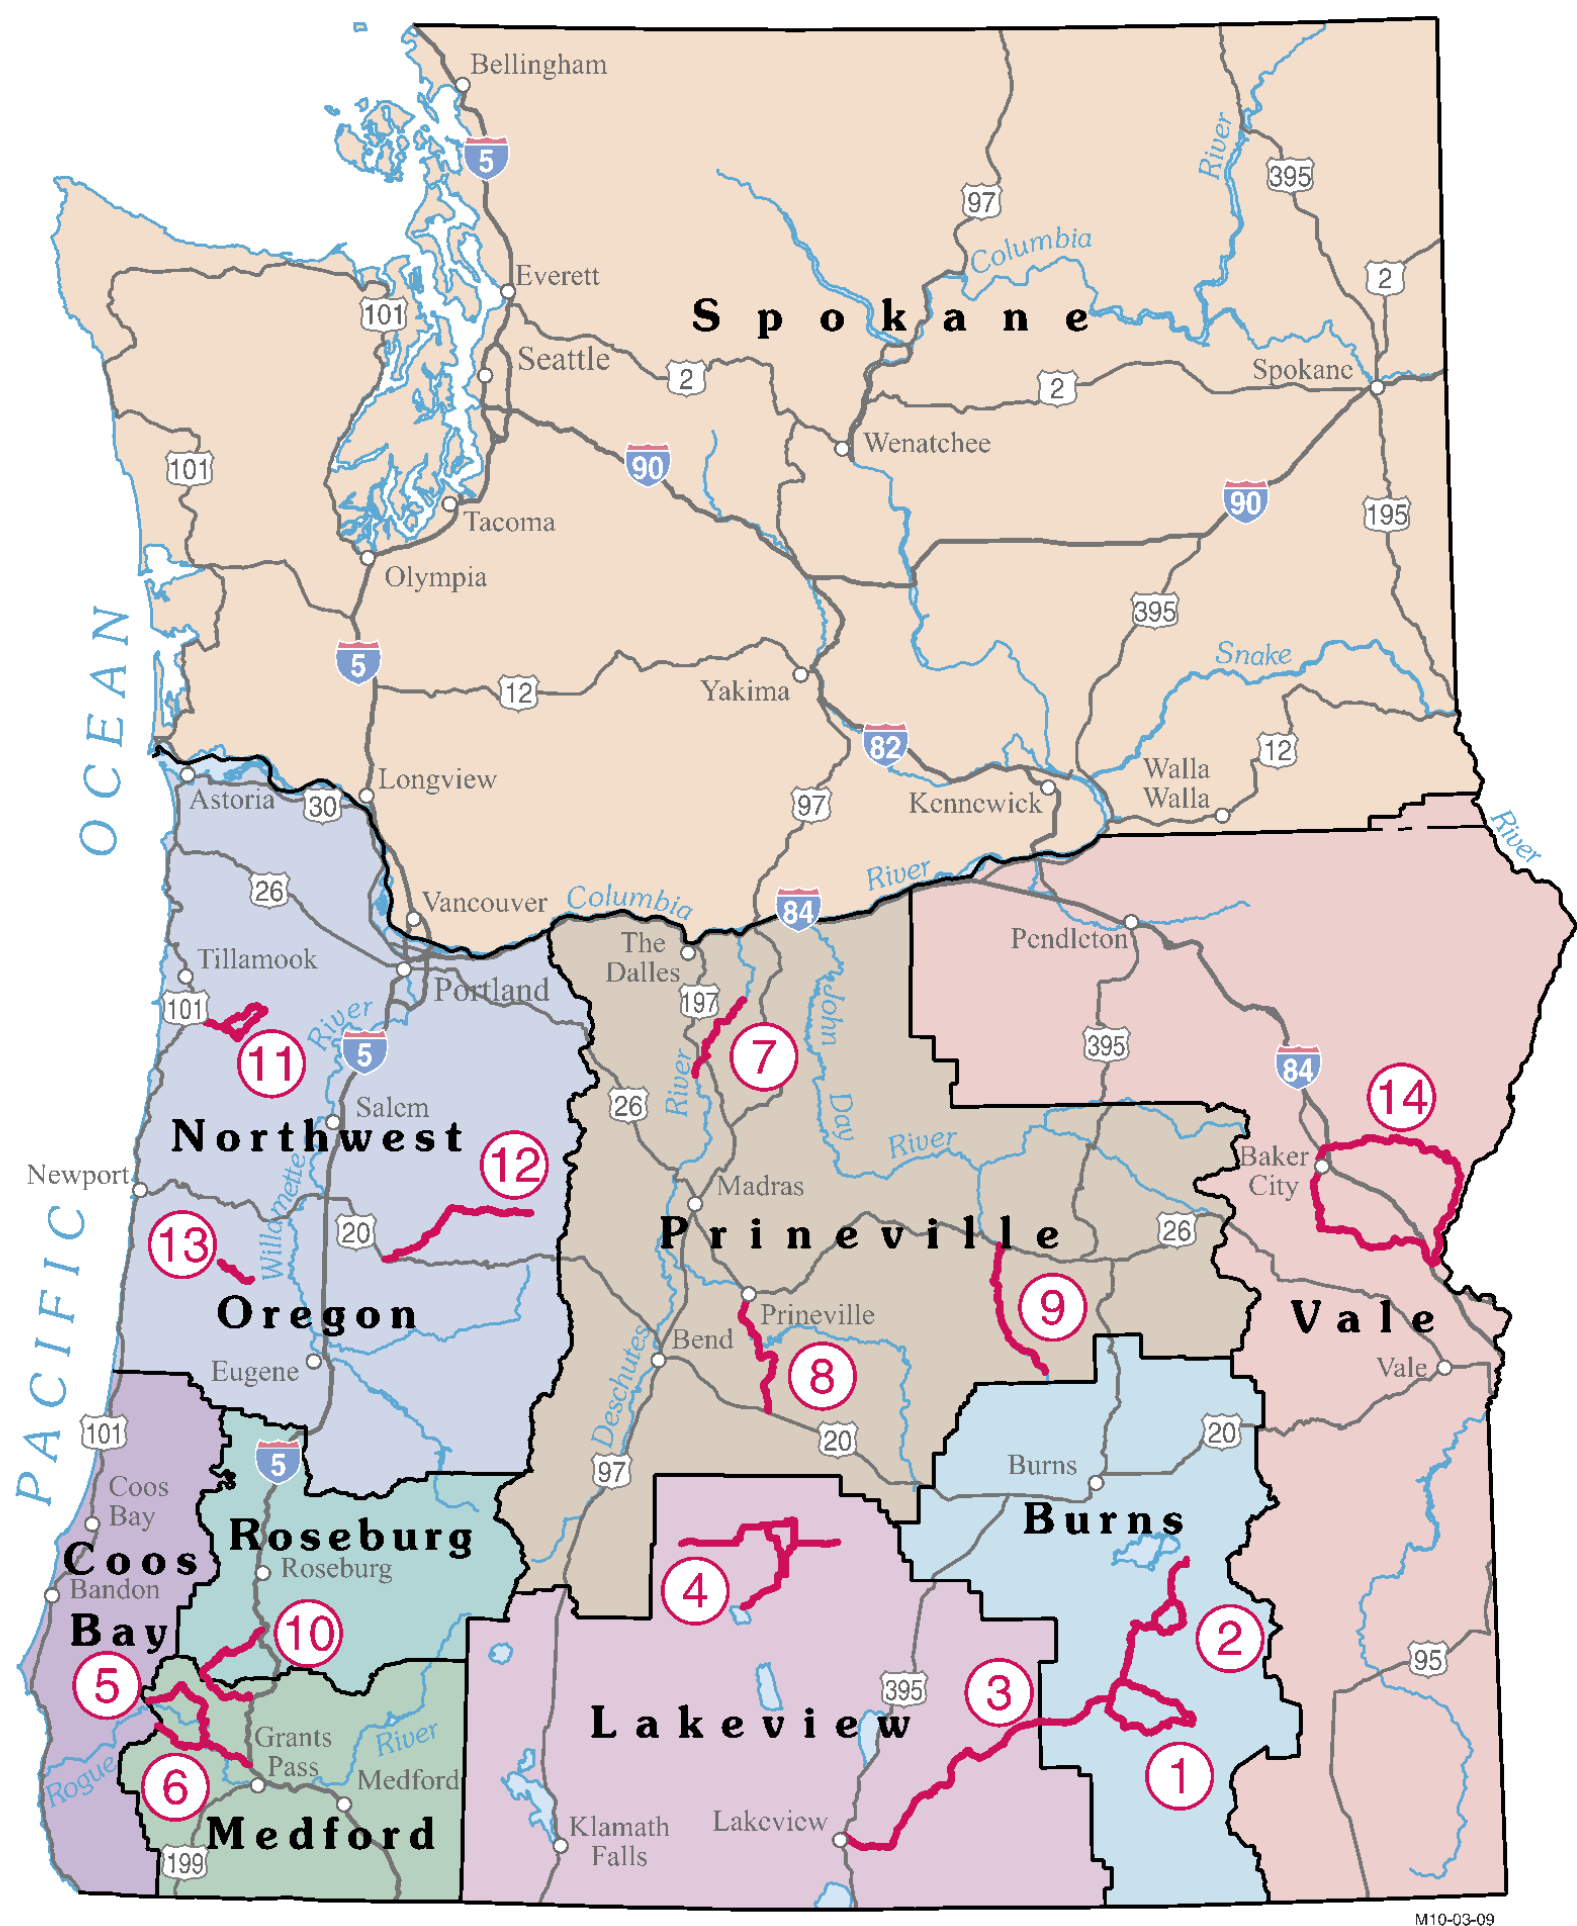 Bellingham
5
97
River
395
Columbia
2
Everett
101
Spokane
Seattle
2
2
Spokane
Wenatchee
101
90
90
195
Tacoma
Olympia
395
OCEAN
5
12
Yakima
Snake
82
12
Longview
Walla
Walla
Astoria
30
97
Kennewick
River
River
26
Vancouver
Columbia
84
The
Dalles
Pendleton
Tillamook
101
Portland
197
John
River
5
11
7
395
84
14
River
26
Day
Salem
Northwest
12
River
Baker
City
Newport
Madras
Willamette
20
13
Prineville
26
Oregon
9
Prineville
Vale
Bend
Eugene
8
Vale
Deschutes
PACIFIC
101
5
20
20
97
Burns
Coos
Bay
Roseburg
Burns
Coos
Roseburg
4
Bandon
Bay
10
2
5
395
3
95
Lakeview
Grants
Pass
River
Rogue
6
Medford
1
Medford
Klamath
Falls
Lakeview
199
M10-03-09